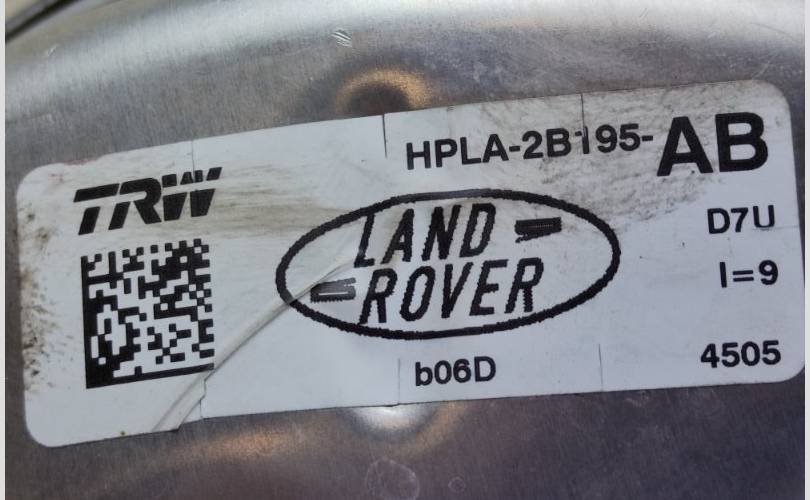 HPLA-2B195-AB
TRW
LAND
ROVER
D7U
I=9
b06D
4505